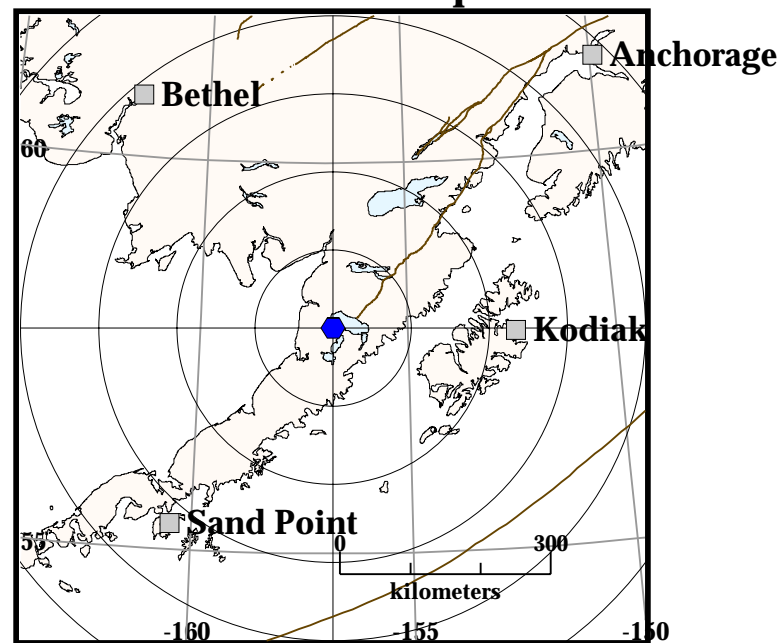 Anchorage
Bethel
60
Kodiak
Sand Point
55
0 300
kilometers
-160 -155 -150